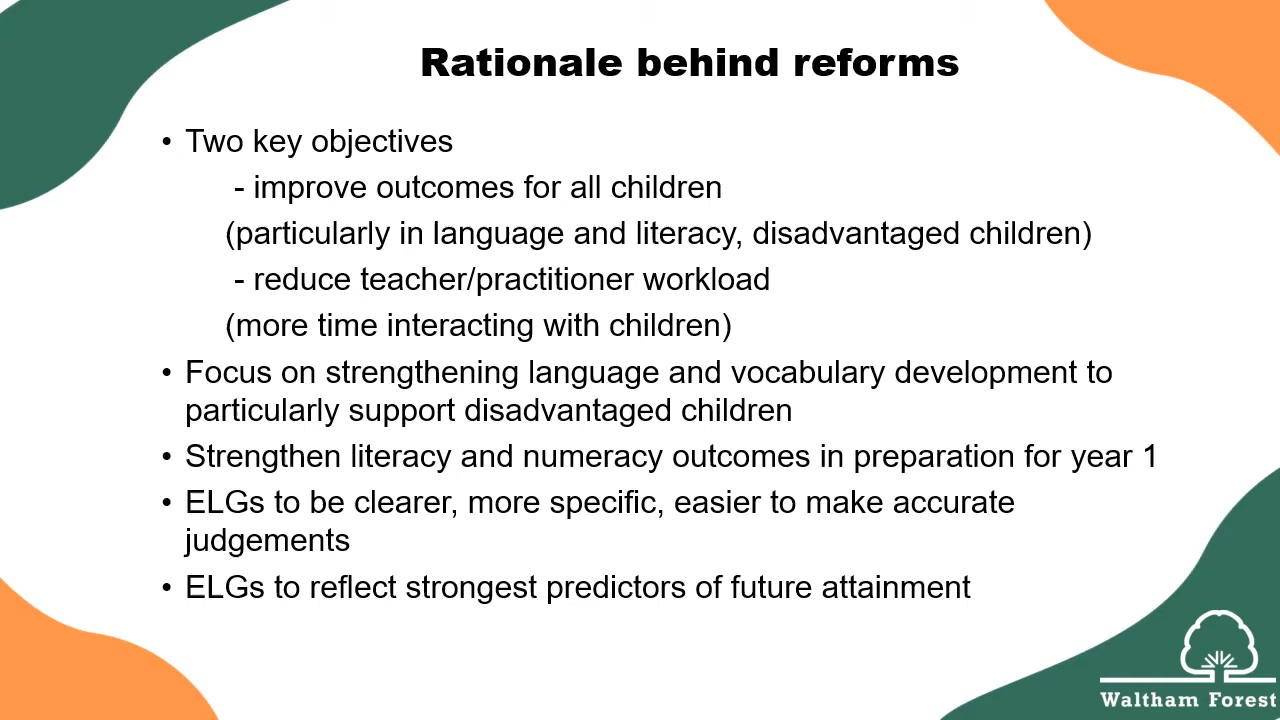 Rationale behind reforms
• Two key objectives
- improve outcomes for all children
(particularly in language and literacy, disadvantaged children)
- reduce teacher/practitioner workload
(more time interacting with children)
• Focus on strengthening language and vocabulary development to
particularly support disadvantaged children
• Strengthen literacy and numeracy outcomes in preparation for year 1
• ELGs to be clearer, more specific, easier to make accurate
judgements
• ELGs to reflect strongest predictors of future attainment
Waltham Forest